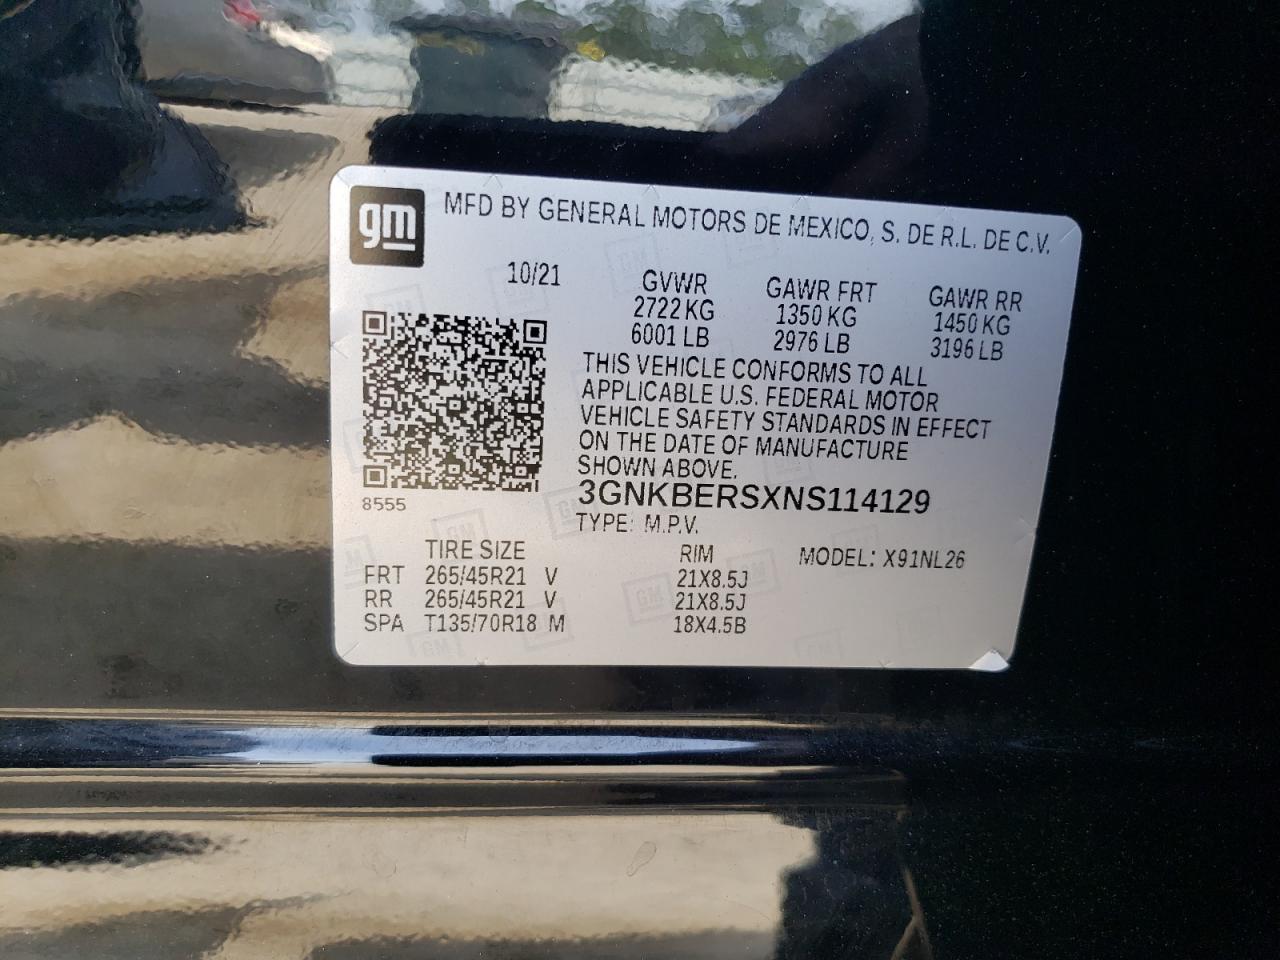 gm
MFD BY GENERAL MOTORS DE MEXICO, S. DE R.L. DE C.V.
10/21 GVWR GAWR FRT GAWR RR
2722 KG 1350 KG 1450 KG
6001 LB 2976 LB 3196 LB
THIS VEHICLE CONFORMS TO ALL
APPLICABLE U.S. FEDERAL MOTOR
VEHICLE SAFETY STANDARDS IN EFFECT
ON THE DATE OF MANUFACTURE
SHOWN ABOVE.
8555
3GNKBERSXNS114129
TYPE: M.P.V.
TIRE SIZE RIM MODEL: X91NL26
FRT 265/45R21 V 21X8.5J
RR 265/45R21 V 21X8.5J
SPA T135/70R18 M 18X4.5B